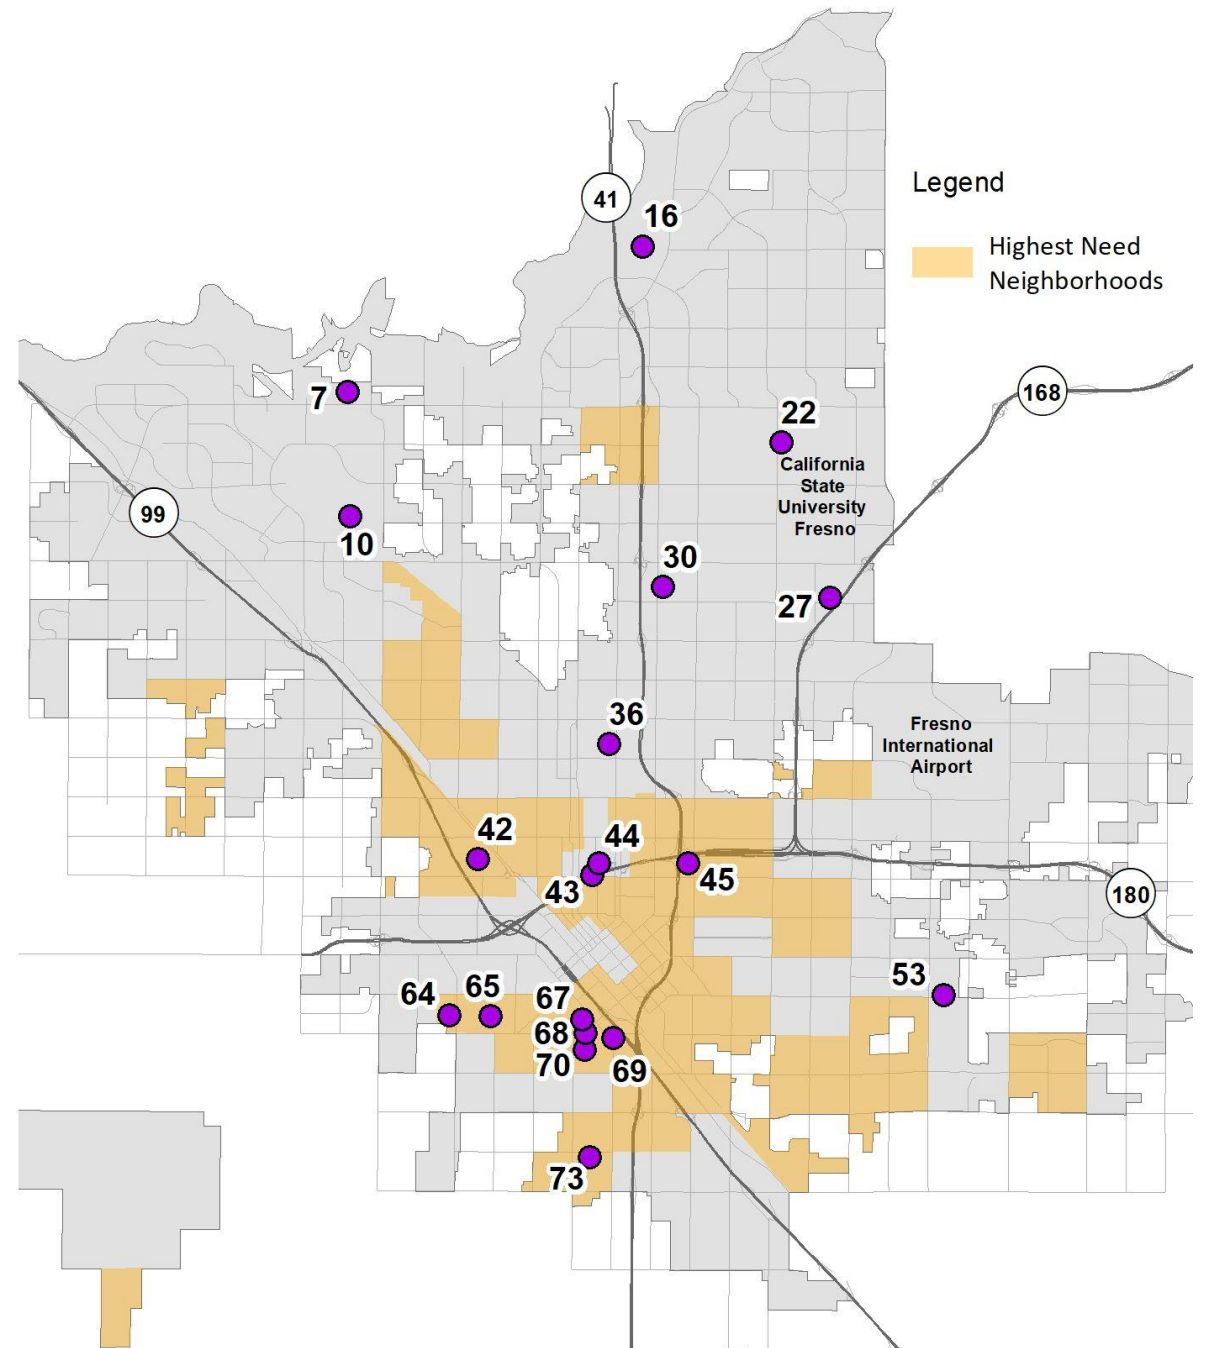 41
16
Legend
Highest Need
Neighborhoods
7
168
22
California
State
University
Fresno
99
10
30
27
36
Fresno
International
Airport
42
44
43
45
180
53
64
65
67
68
70
69
73